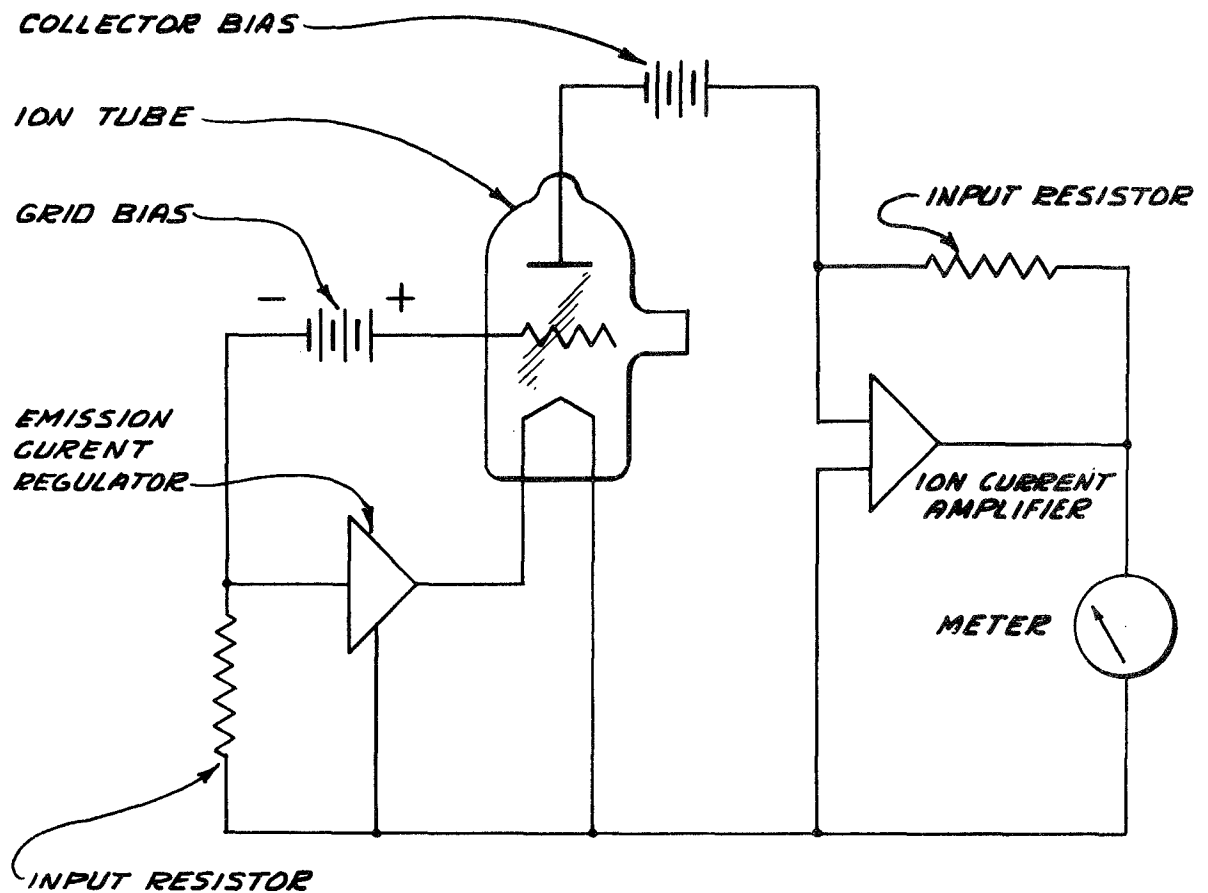 COLLECTOR BIAS
ION TUBE
GRID BIAS
INPUT RESISTOR
− +
EMISSION
CURENT
REGULATOR
ION CURRENT
AMPLIFIER
METER
INPUT RESISTOR